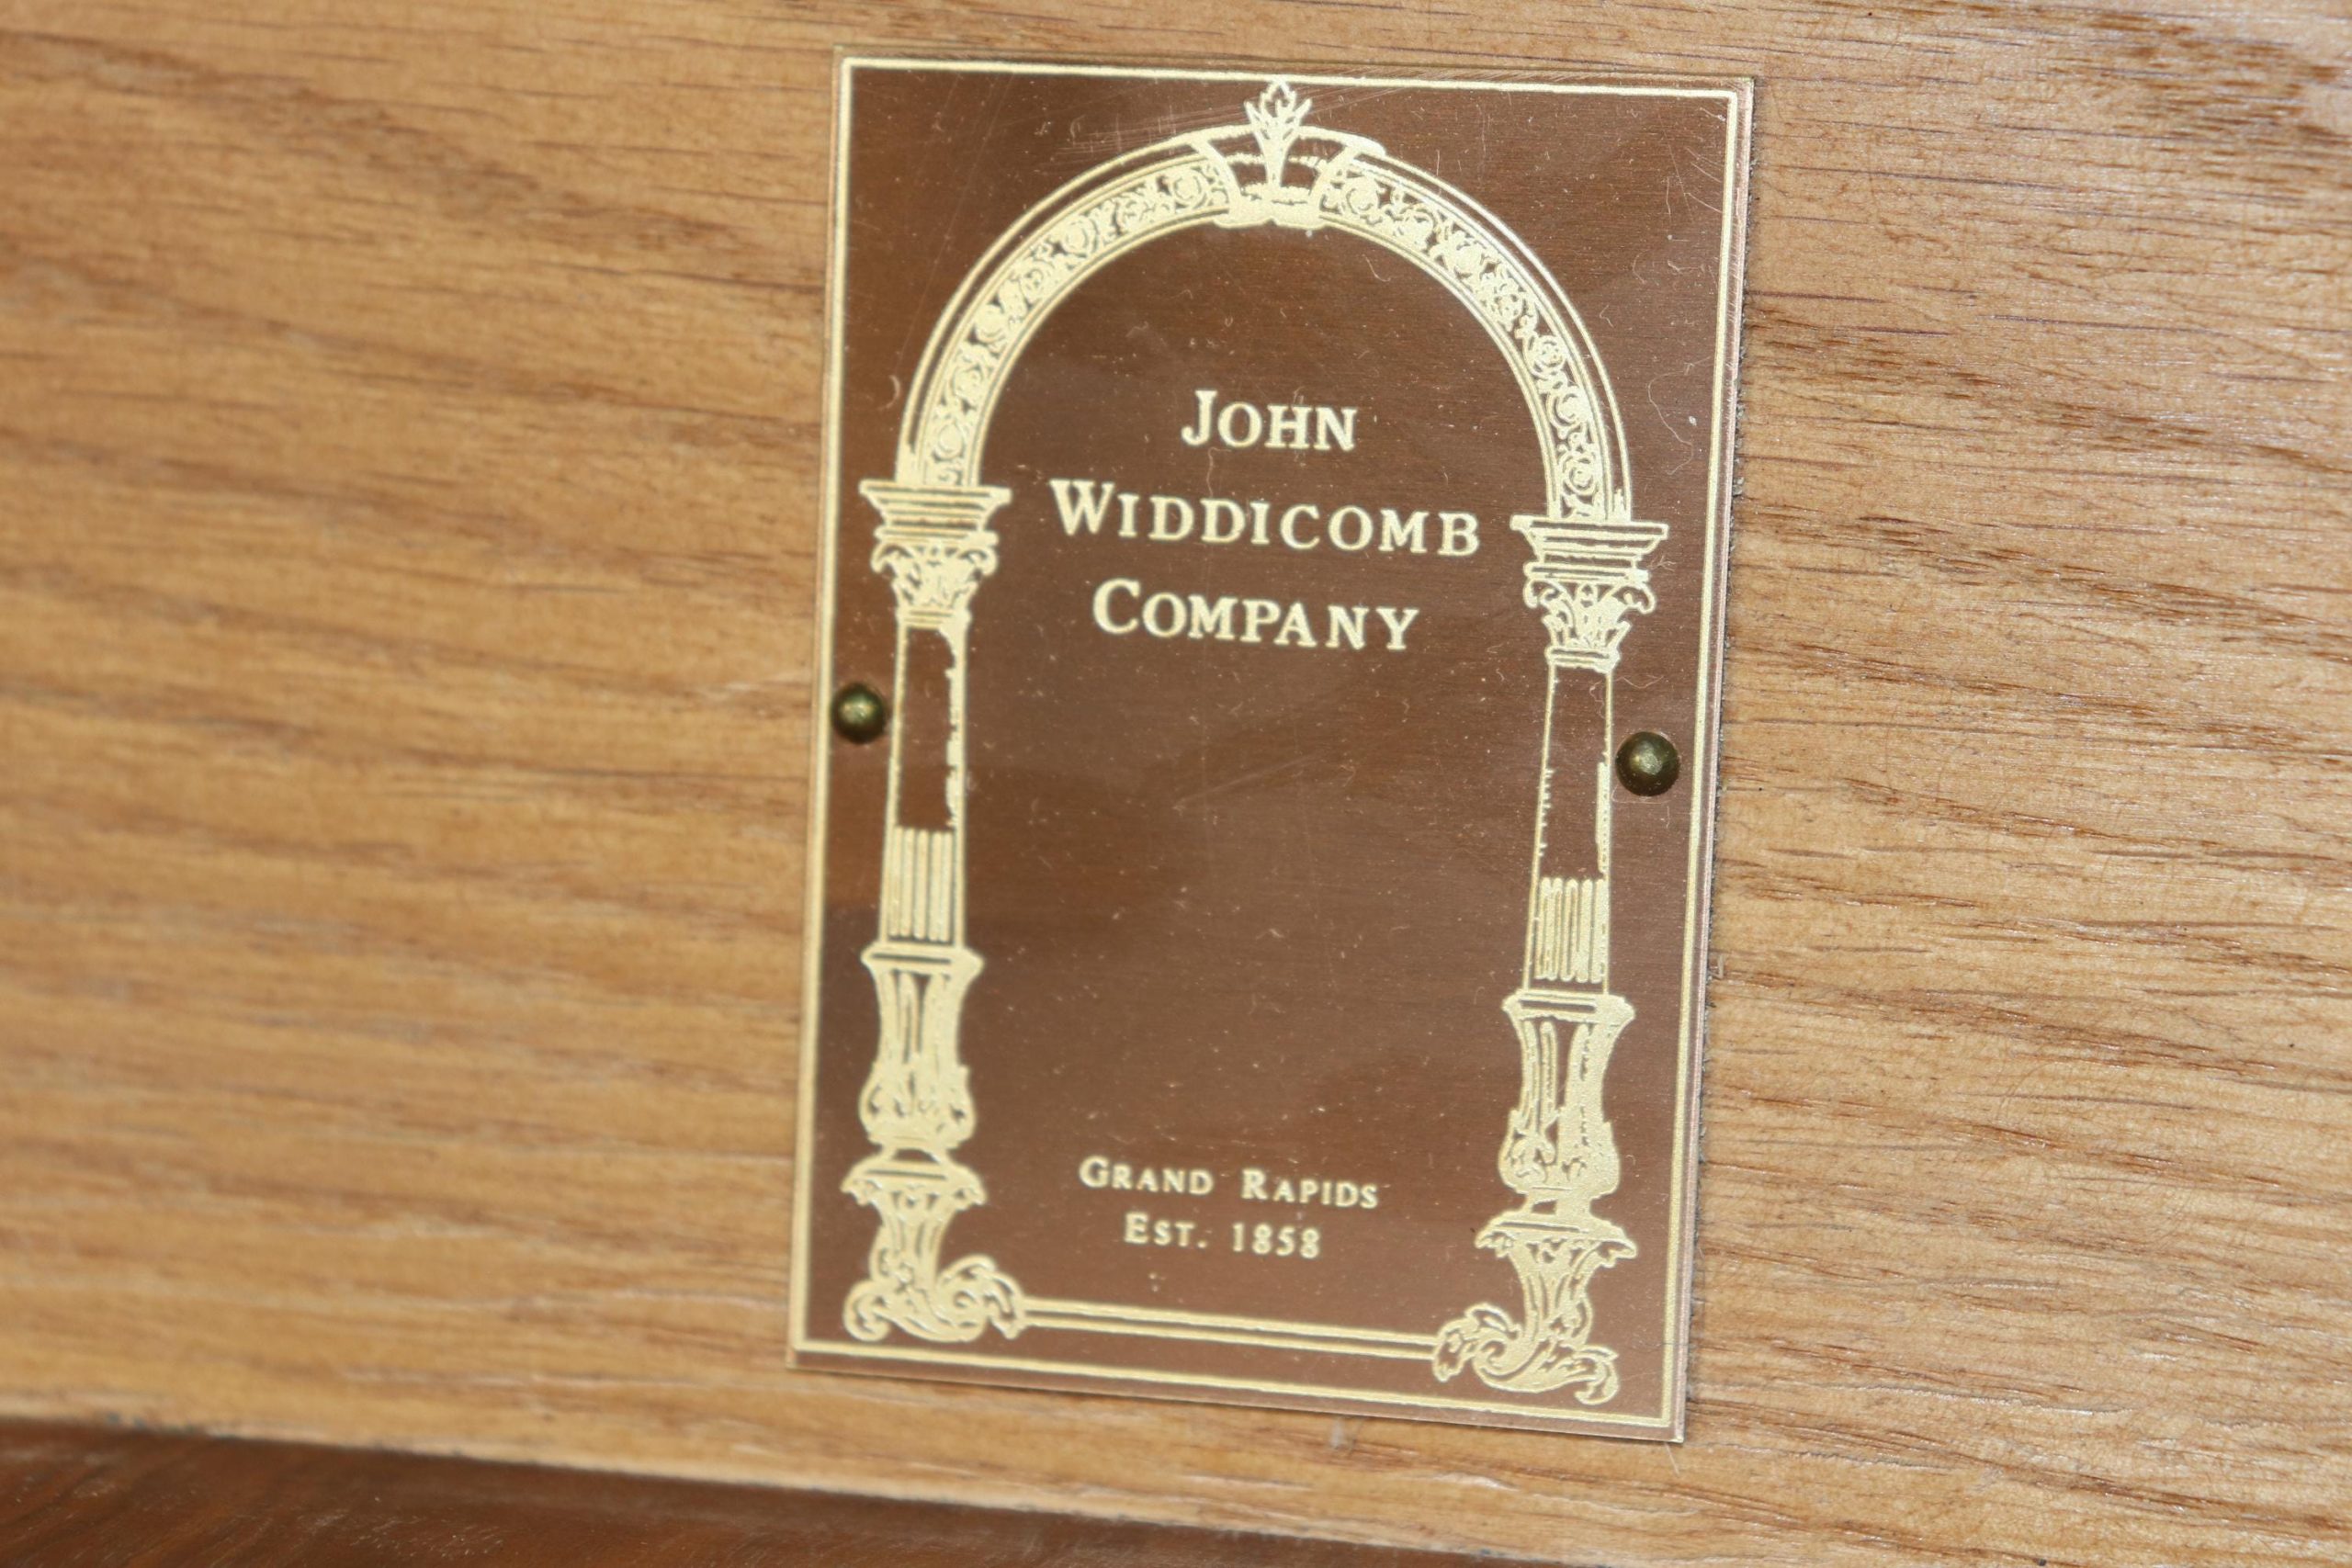 JOHN
WIDDICOMB
COMPANY
GRAND RAPIDS
EST. 1858